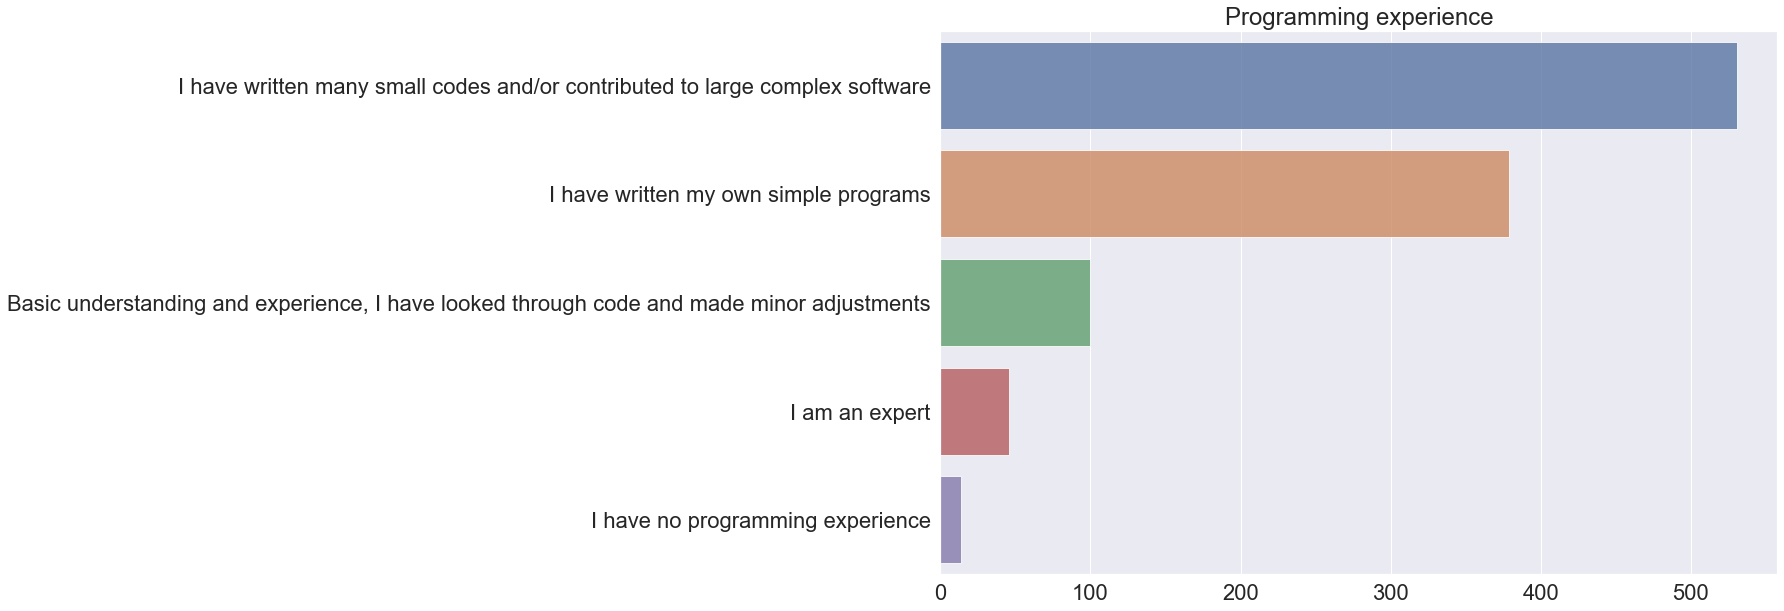 Programming experience
I have written many small codes and/or contributed to large complex software
I have written my own simple programs
Basic understanding and experience, I have looked through code and made minor adjustments
I am an expert
I have no programming experience
0 100 200 300 400 500